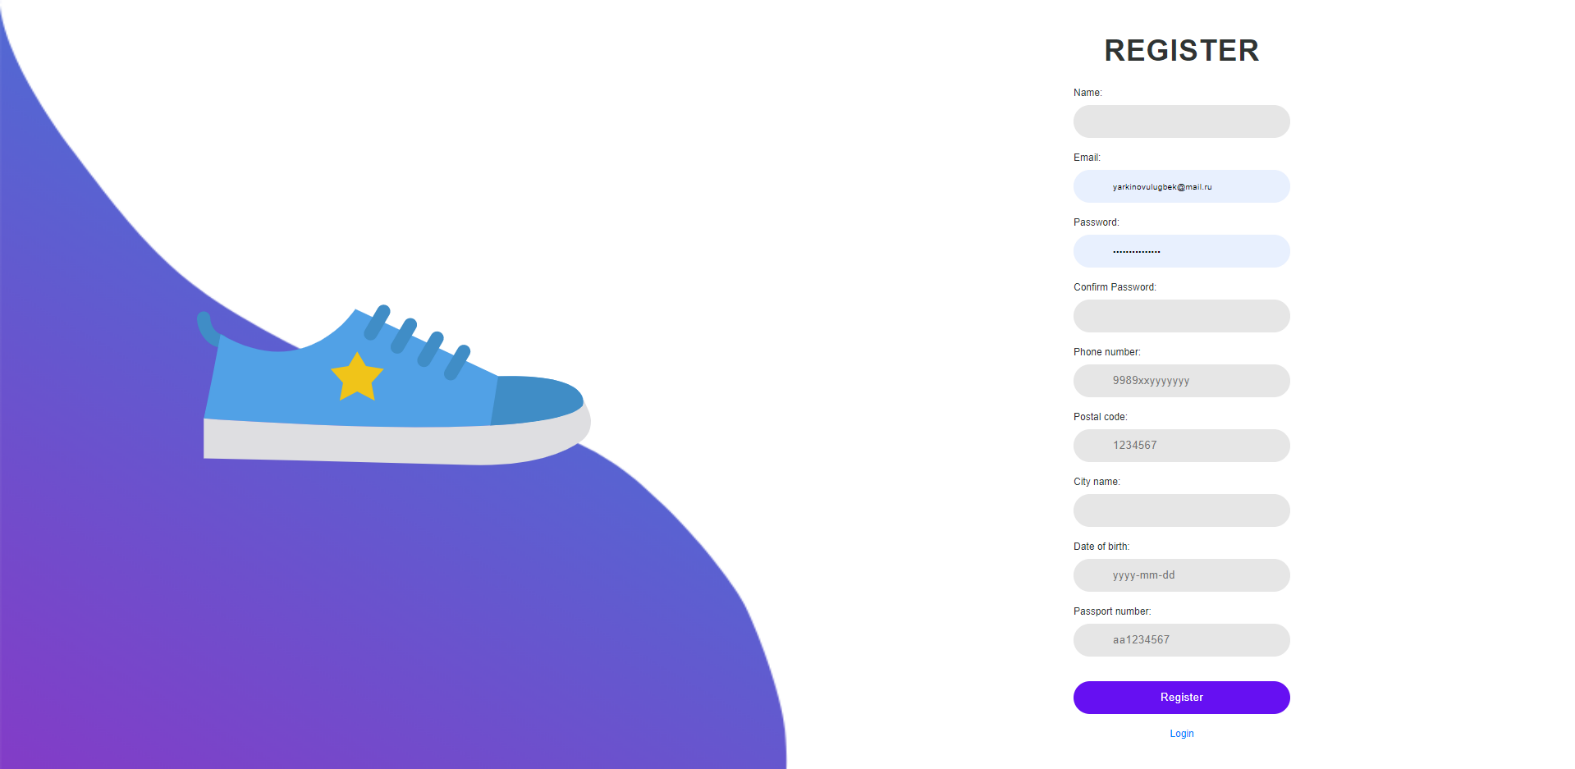 REGISTER
Name:
Email:
yarkinovulugbek@mail.ru
Password:
•••••••••••••••
Confirm Password:
Phone number:
9989xxyyyyyyy
Postal code:
1234567
City name:
Date of birth:
yyyy-mm-dd
Passport number:
aa1234567
Register
Login